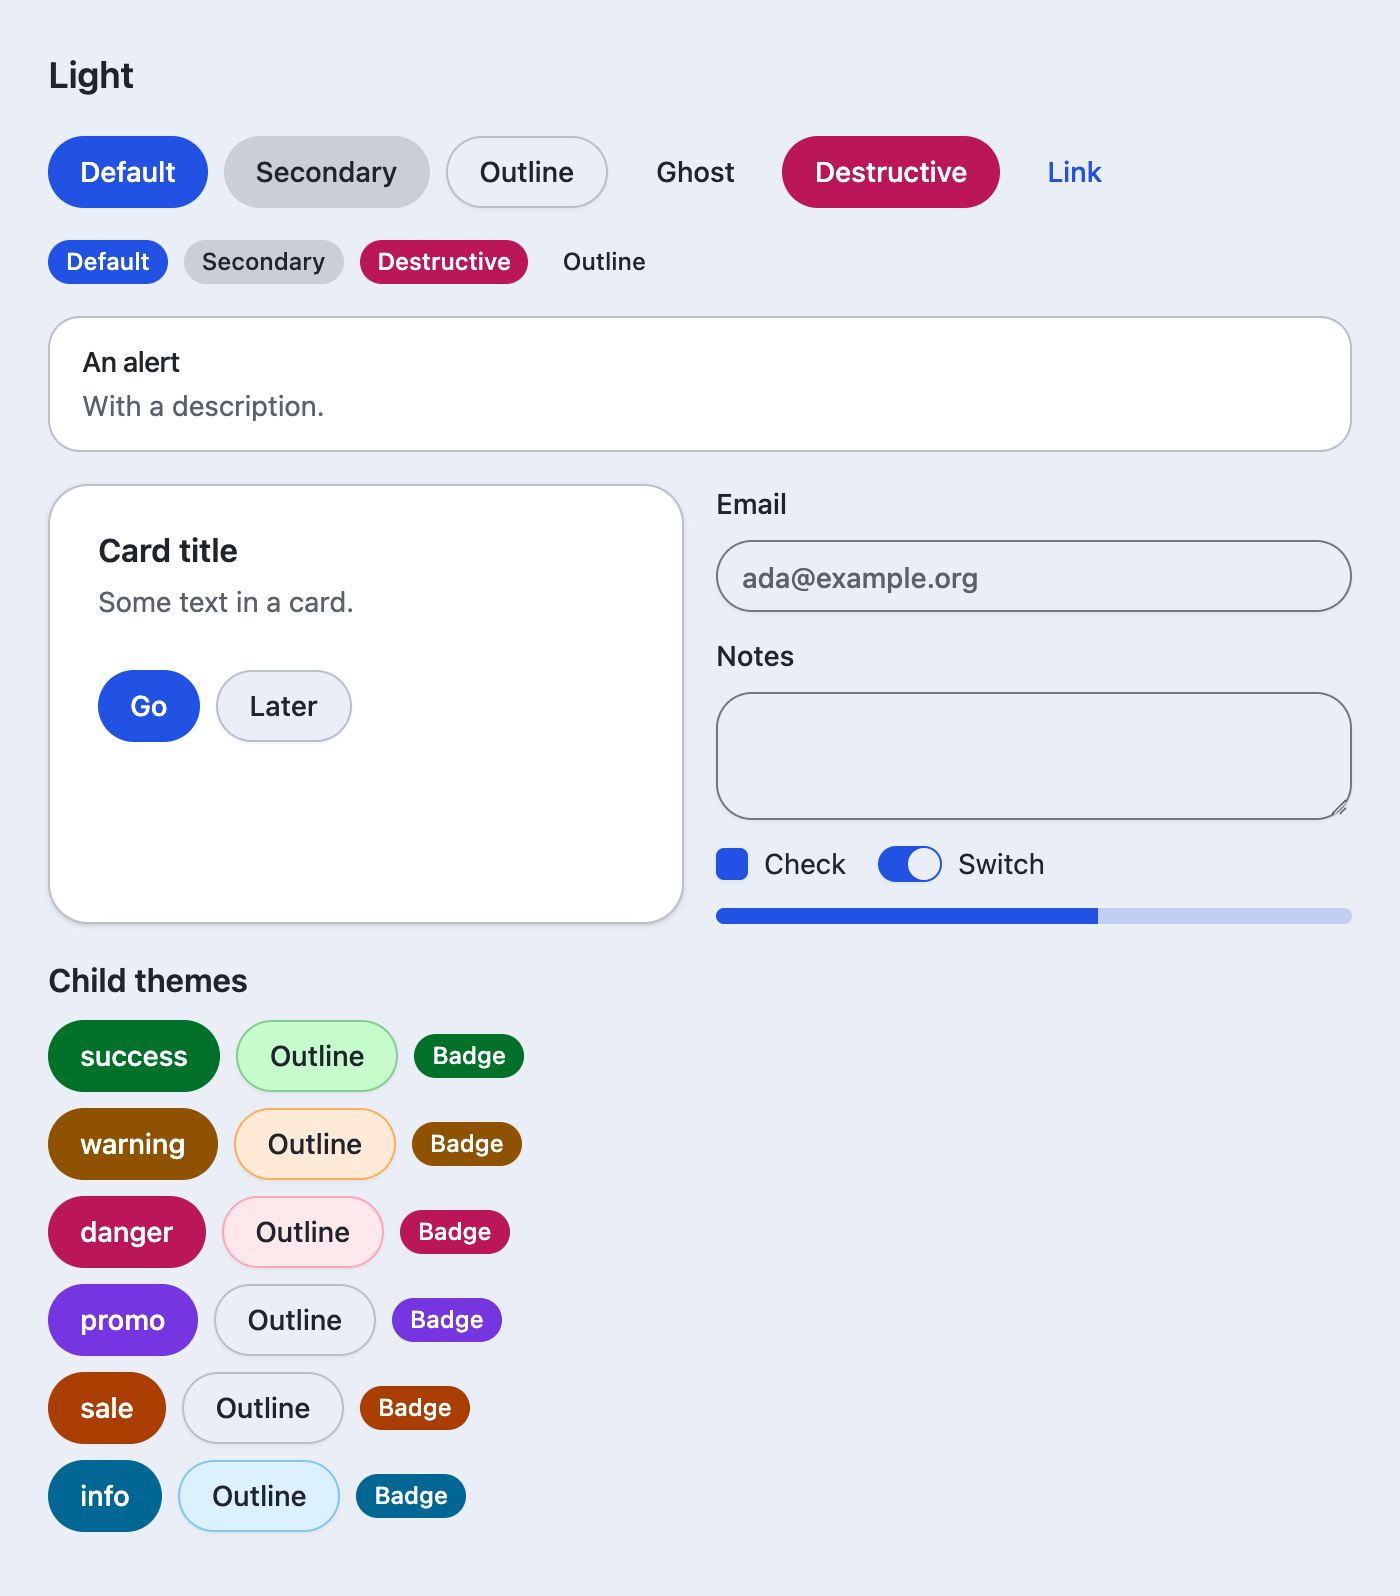 Light
Default Secondary Outline Ghost Destructive Link
Default Secondary Destructive Outline
An alert
With a description.
Card title
Some text in a card.
Go Later
Email
ada@example.org
Notes
Check Switch
Child themes
success Outline Badge
warning Outline Badge
danger Outline Badge
promo Outline Badge
sale Outline Badge
info Outline Badge